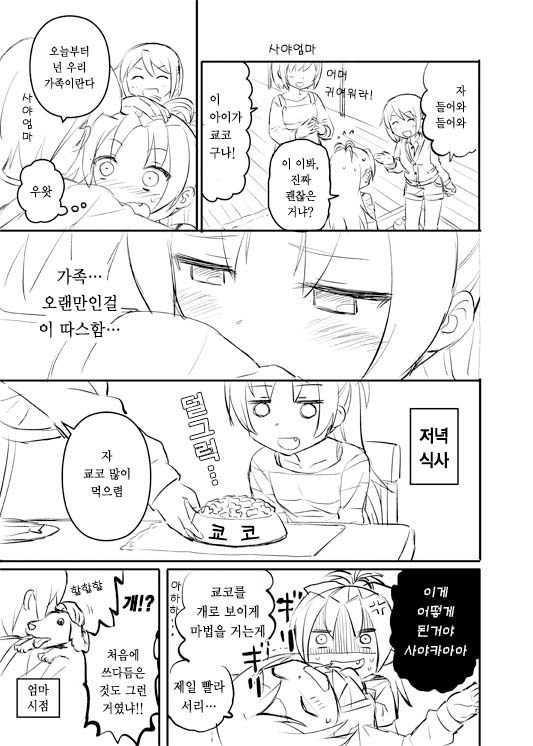 사야엄마
자
들어와
들어와
어머
귀여워라!
이
아이가
쿄코
구나!
이 이봐,
진짜
괜찮은
거냐?
오늘부터
넌 우리
가족이란다
사야엄마
우왓
가족…
오랜만인걸
이 따스함…
저녁
식사
덜그럭…
자
쿄코 많이
먹으렴
쿄코
이게
어떻게
된거야
사야카아아
쿄코를
개로 보이게
마법을 거는게
제일 빨라
서리…
아하하…
개!?
할할할
처음에
쓰다듬은
것도 그런
거였냐!!
엄마
시점